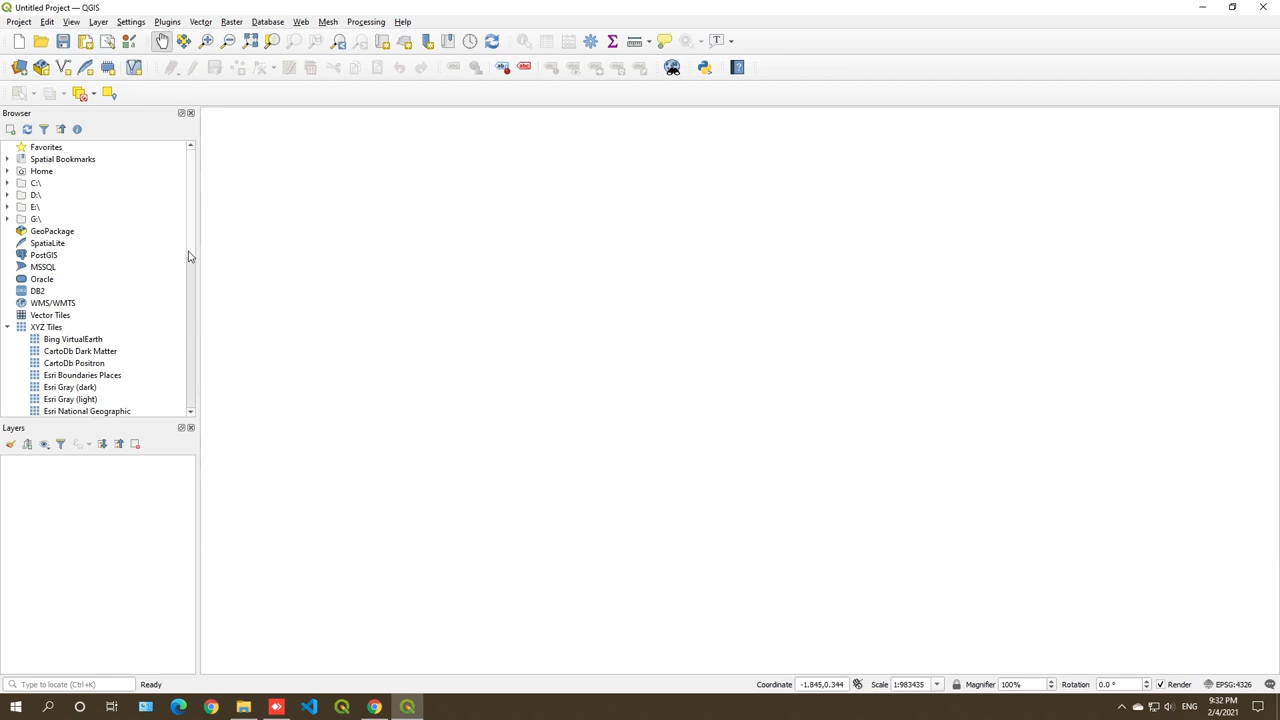 Untitled Project — QGIS
Project Edit View Layer Settings Plugins Vector Raster Database Web Mesh Processing Help
Browser
Favorites
Spatial Bookmarks
Home
C:\
D:\
E:\
G:\
GeoPackage
SpatiaLite
PostGIS
MSSQL
Oracle
DB2
WMS/WMTS
Vector Tiles
XYZ Tiles
Bing VirtualEarth
CartoDb Dark Matter
CartoDb Positron
Esri Boundaries Places
Esri Gray (dark)
Esri Gray (light)
Esri National Geographic
Layers
Type to locate (Ctrl+K) Ready Coordinate -1.845,0.344 Scale 1:983435 Magnifier 100% Rotation 0.0 ° Render EPSG:4326
ENG 9:32 PM
2/4/2021